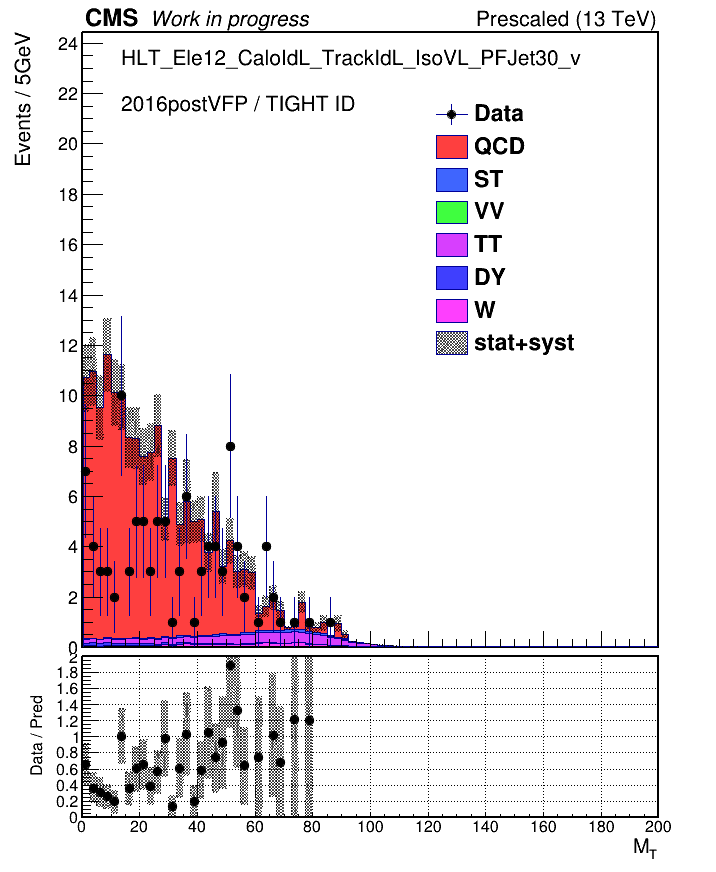 CMS Work in progress Prescaled (13 TeV)
Events / 5GeV
HLT_Ele12_CaloIdL_TrackIdL_IsoVL_PFJet30_v
2016postVFP / TIGHT ID
Data
QCD
ST
VV
TT
DY
W
stat+syst
24
22
20
18
16
14
12
10
8
6
4
2
0
Data / Pred
2
1.8
1.6
1.4
1.2
1
0.8
0.6
0.4
0.2
0
0 20 40 60 80 100 120 140 160 180 200
M_T